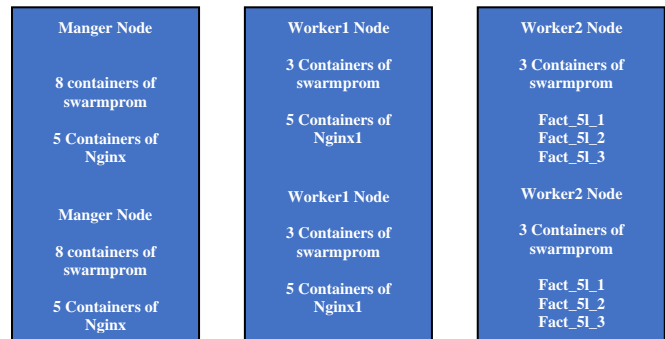 Manger Node
8 containers of
swarmprom
5 Containers of
Nginx
Manger Node
8 containers of
swarmprom
5 Containers of
Nginx
Worker1 Node
3 Containers of
swarmprom
5 Containers of
Nginx1
Worker1 Node
3 Containers of
swarmprom
5 Containers of
Nginx1
Worker2 Node
3 Containers of
swarmprom
Fact_5l_1
Fact_5l_2
Fact_5l_3
Worker2 Node
3 Containers of
swarmprom
Fact_5l_1
Fact_5l_2
Fact_5l_3